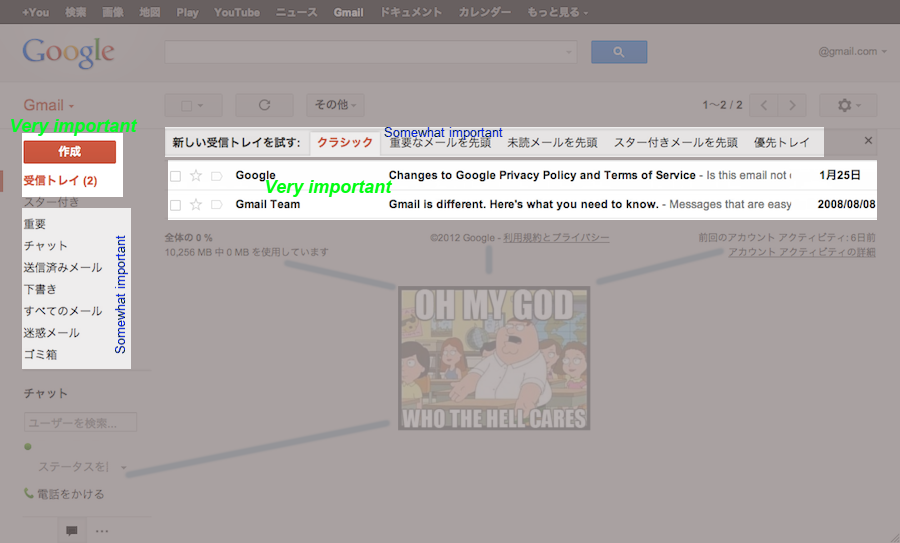 +You 検索 画像 地図 Play YouTube ニュース Gmail ドキュメント カレンダー もっと見る
Google
@gmail.com
Gmail
その他
1〜2 / 2
Very Important
Somewhat important
作成
新しい受信トレイを試す: クラシック 重要なメールを先頭 未読メールを先頭 スター付きメールを先頭 優先トレイ ×
受信トレイ (2)
Google Changes to Google Privacy Policy and Terms of Service - Is this email not 1月25日
Very important
スター付き
Gmail Team Gmail is different. Here's what you need to know. - Messages that are easy 2008/08/08
重要
チャット
送信済みメール
下書き
すべてのメール
迷惑メール
ゴミ箱
Somewhat important
全体の 0 %
10,256 MB 中 0 MB を使用しています
©2012 Google - 利用規約とプライバシー
前回のアカウント アクティビティ: 6日前
アカウント アクティビティの詳細
OH MY GOD
WHO THE HELL CARES
チャット
ユーザーを検索...
ステータスを
電話をかける